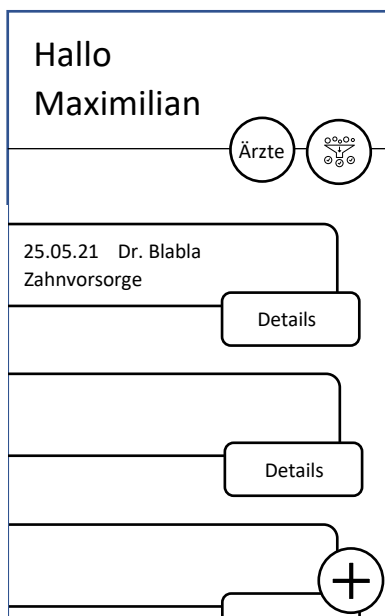 Hallo
Maximilian
Ärzte
25.05.21 Dr. Blabla
Zahnvorsorge
Details
Details